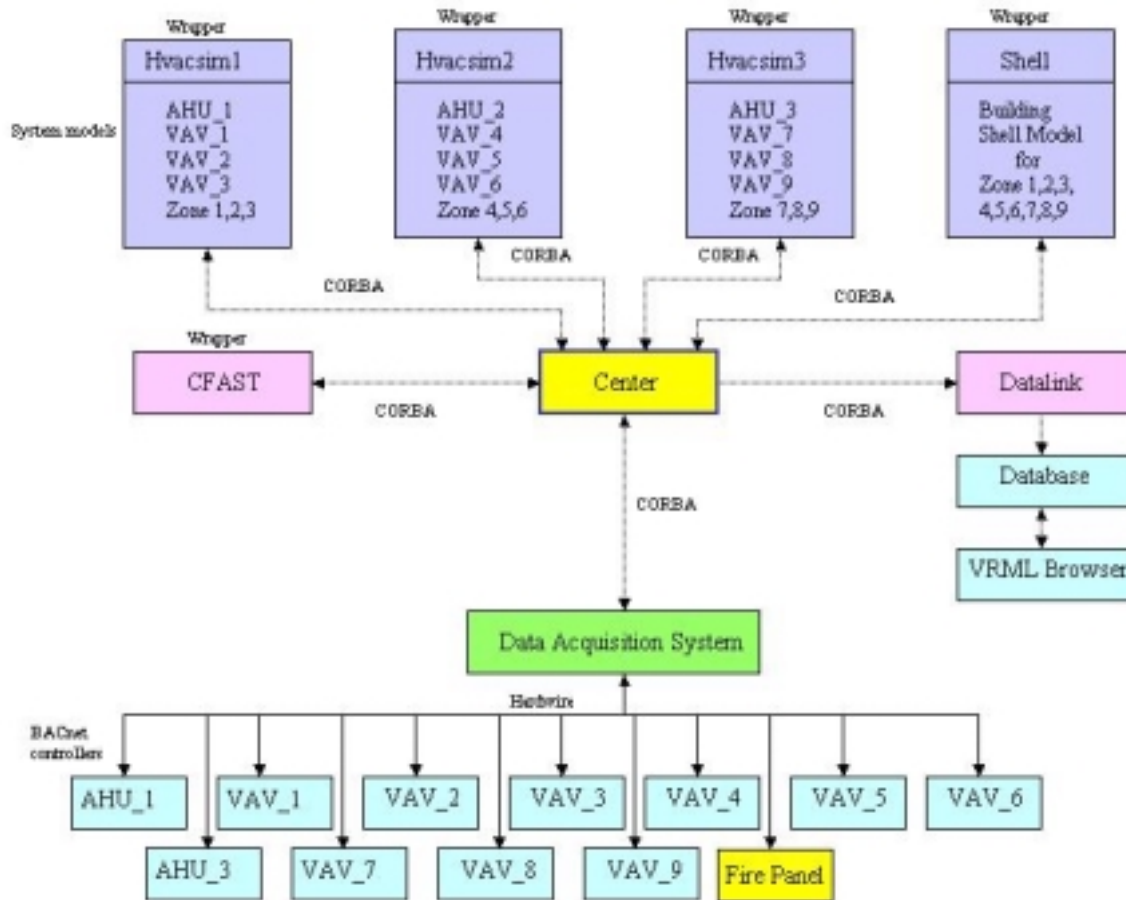 Wrapper
Wrapper
Wrapper
Wrapper
Hvacsim1
Hvacsim2
Hvacsim3
Shell
System models
AHU_1
VAV_1
VAV_2
VAV_3
Zone 1,2,3
AHU_2
VAV_4
VAV_5
VAV_6
Zone 4,5,6
AHU_3
VAV_7
VAV_8
VAV_9
Zone 7,8,9
Building
Shell Model
for
Zone 1,2,3,
4,5,6,7,8,9
CORBA
CORBA
CORBA
CORBA
Wrapper
CFAST
CORBA
Center
CORBA
Datalink
Database
VRML Browser
CORBA
Data Acquisition System
Hardwire
BACnet
controllers
AHU_1
VAV_1
VAV_2
VAV_3
VAV_4
VAV_5
VAV_6
AHU_3
VAV_7
VAV_8
VAV_9
Fire Panel